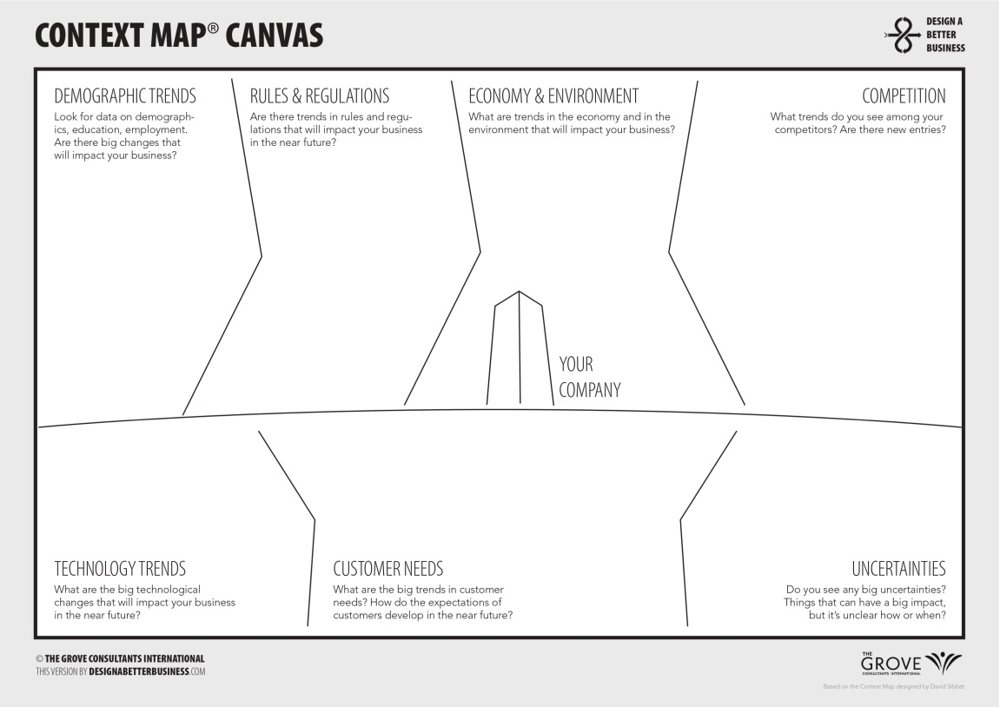 CONTEXT MAP® CANVAS
DESIGN A
BETTER
BUSINESS
DEMOGRAPHIC TRENDS
Look for data on demograph-
ics, education, employment.
Are there big changes that
will impact your business?
RULES & REGULATIONS
Are there trends in rules and regu-
lations that will impact your business
in the near future?
ECONOMY & ENVIRONMENT
What are trends in the economy and in the
environment that will impact your business?
COMPETITION
What trends do you see among your
competitors? Are there new entries?
YOUR
COMPANY
TECHNOLOGY TRENDS
What are the big technological
changes that will impact your business
in the near future?
CUSTOMER NEEDS
What are the big trends in customer
needs? How do the expectations of
customers develop in the near future?
UNCERTAINTIES
Do you see any big uncertainties?
Things that can have a big impact,
but it's unclear how or when?
© THE GROVE CONSULTANTS INTERNATIONAL
THIS VERSION BY DESIGNABETTERBUSINESS.COM
THE
GROVE
CONSULTANTS INTERNATIONAL
Based on the Context Map designed by David Sibbet